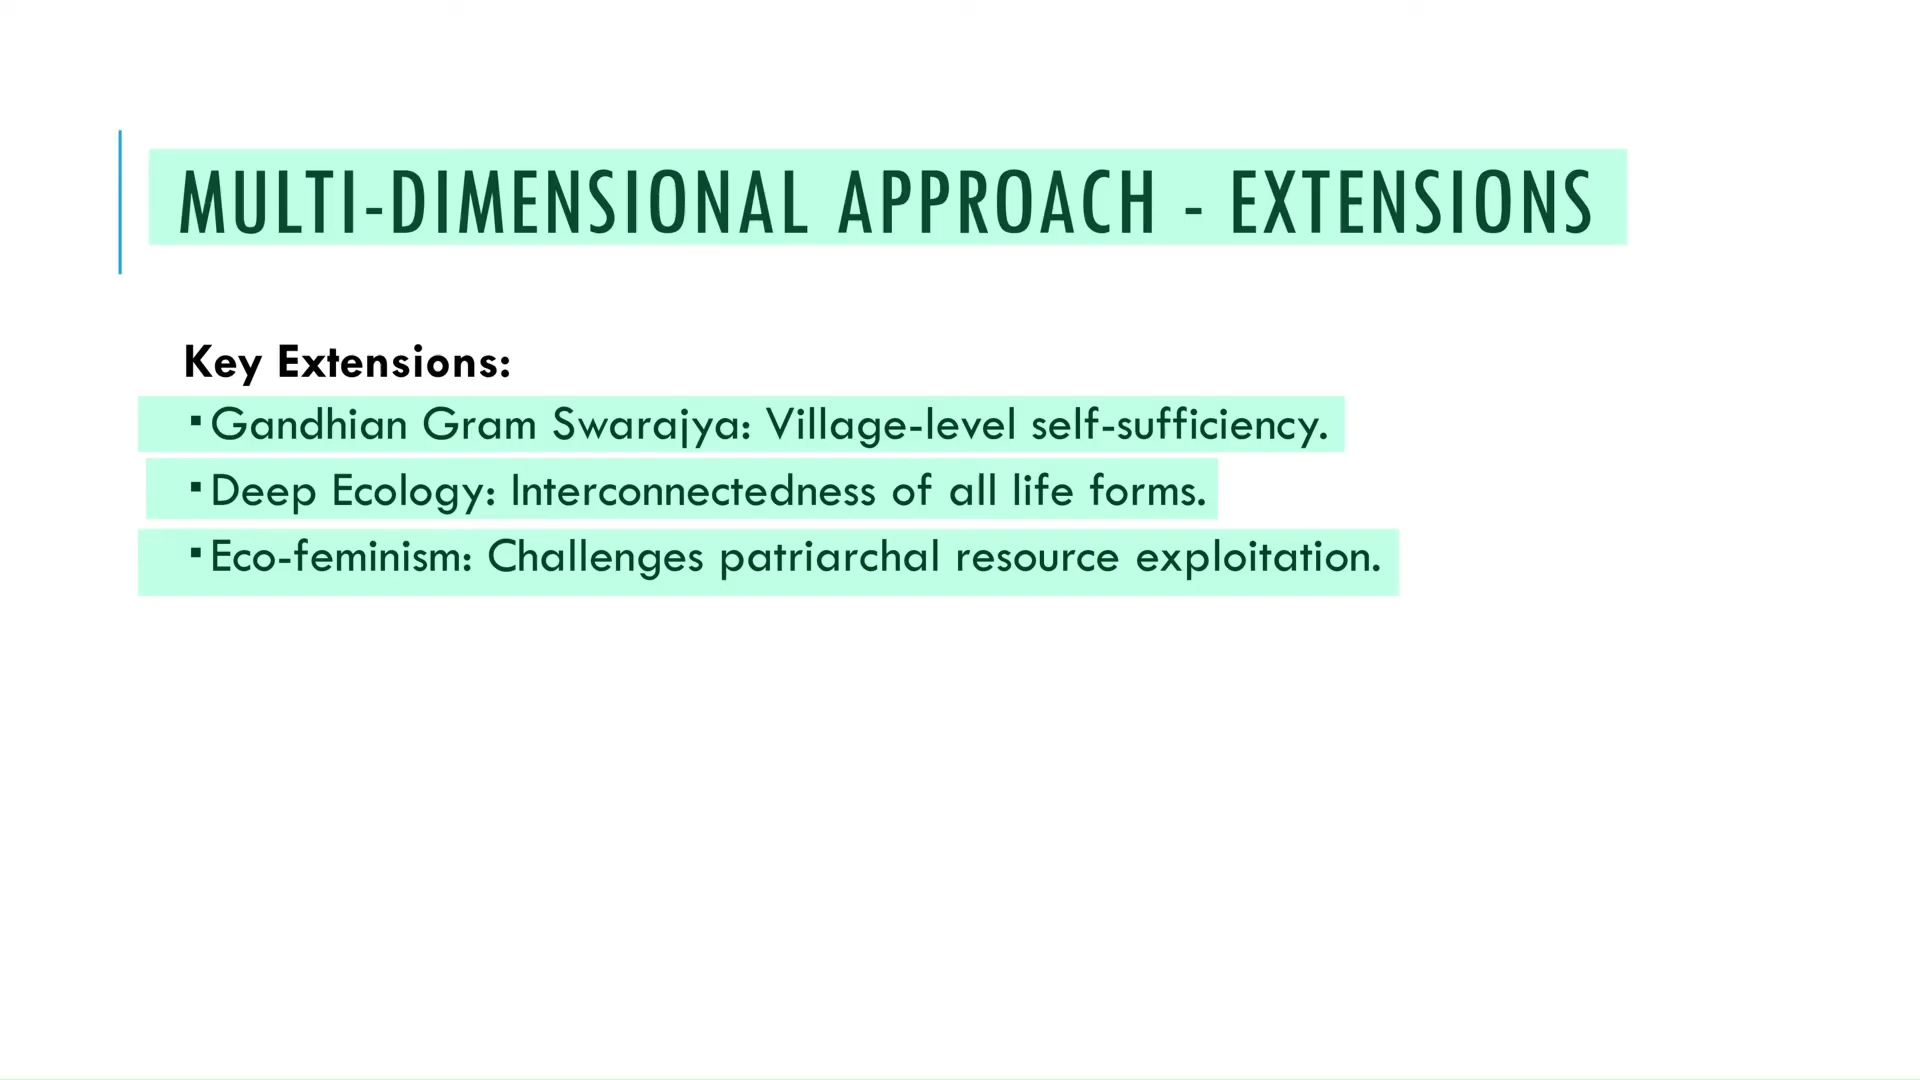 MULTI-DIMENSIONAL APPROACH - EXTENSIONS
Key Extensions:
▪ Gandhian Gram Swarajya: Village-level self-sufficiency.
▪ Deep Ecology: Interconnectedness of all life forms.
▪ Eco-feminism: Challenges patriarchal resource exploitation.